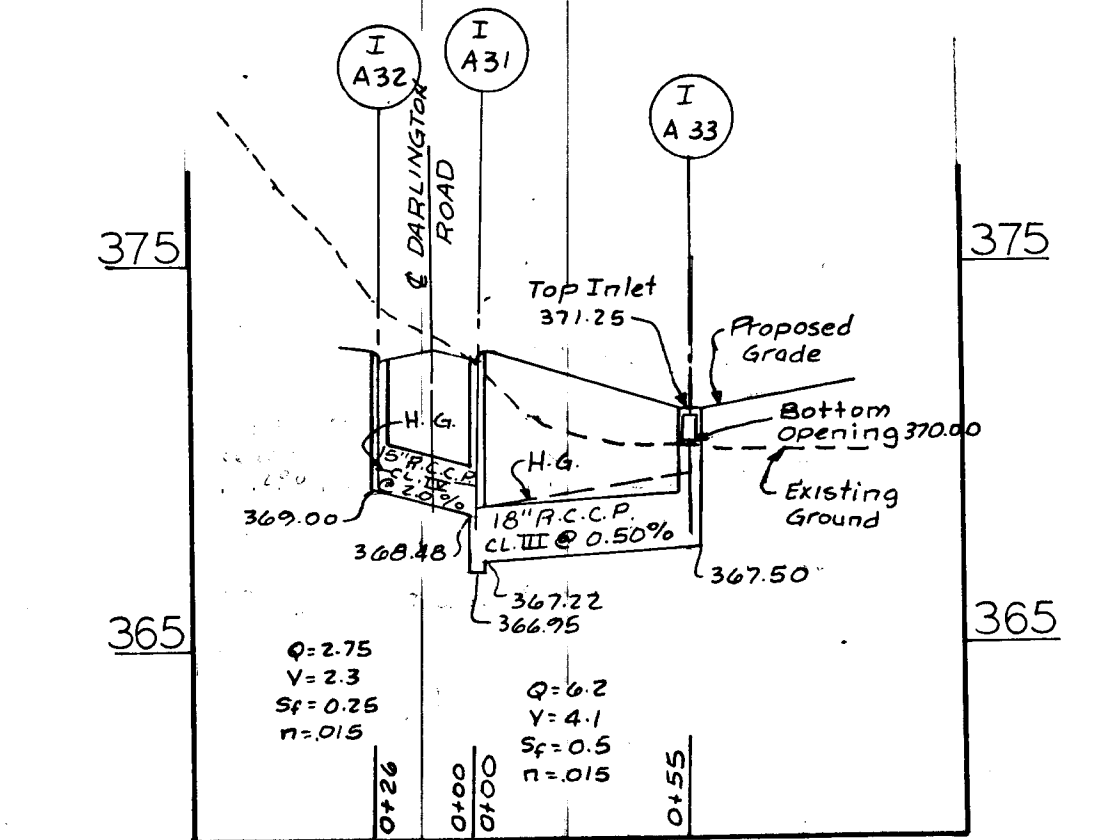 I
A32
I
A31
I
A 33
℄ DARLINGTON
ROAD
375
375
Top Inlet
371.25
Proposed
Grade
Bottom
Opening 370.00
H.G.
15" R.C.C.P.
CL. IV
@ 2.0%
H.G.
Existing
Ground
369.00
18" R.C.C.P.
CL. III @ 0.50%
368.48
367.50
367.22
366.95
365
365
Q=2.75
V=2.3
Sf=0.25
n=.015
Q=6.2
V=4.1
Sf=0.5
n=.015
0+26
0+00
0+00
0+55